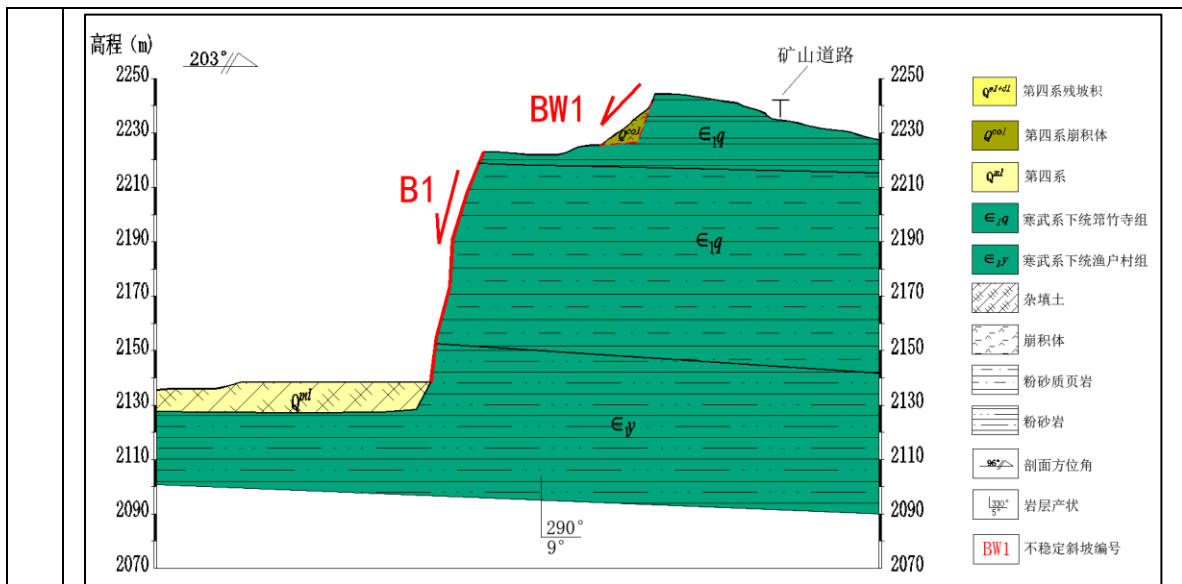 高程（m）
203°
2250
2230
2210
2190
2170
2150
2130
2110
2090
2070
BW1
B1
矿山道路
Qcol
∈1q
∈1q
∈1y
Qml
290°
9°
2250
2230
2210
2190
2170
2150
2130
2110
2090
2070
Qel+dl 第四系残坡积
Qcol 第四系崩积体
Qml 第四系
∈1q 寒武系下统筇竹寺组
∈1y 寒武系下统渔户村组
杂填土
崩积体
粉砂质页岩
粉砂岩
96° 剖面方位角
330° 岩层产状
5°
BW1 不稳定斜坡编号